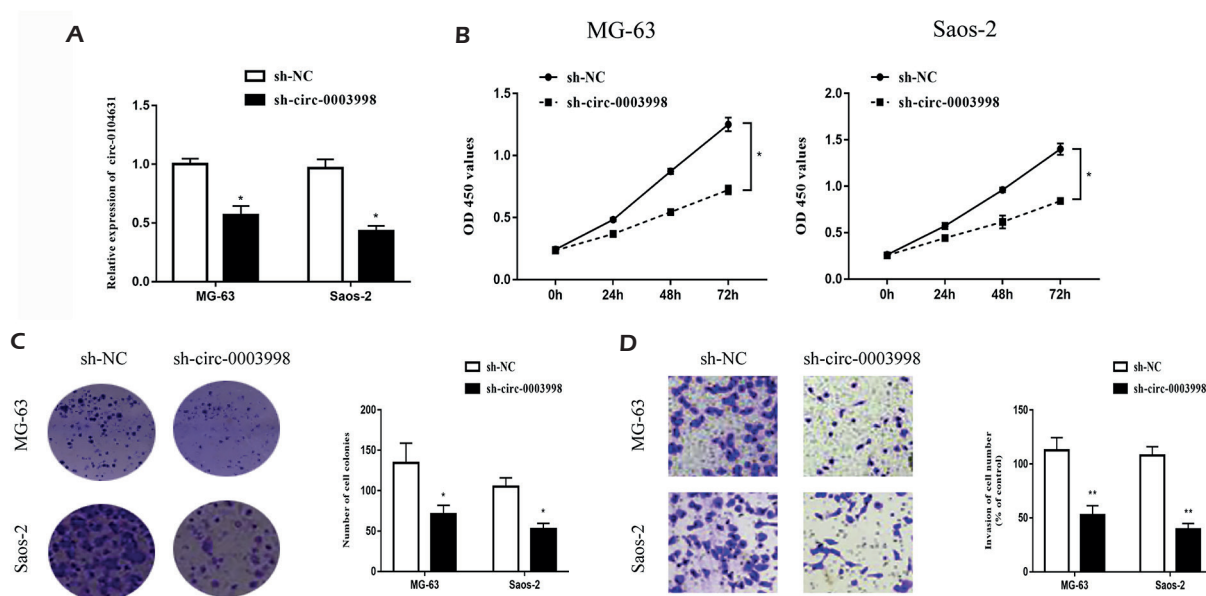 A
sh-NC
sh-circ-0003998
Relative expression of circ-0104631
1.5
1.0
0.5
0.0
MG-63
Saos-2
B
MG-63
sh-NC
sh-circ-0003998
OD 450 values
1.5
1.0
0.5
0.0
0h
24h
48h
72h
*
Saos-2
sh-NC
sh-circ-0003998
OD 450 values
2.0
1.5
1.0
0.5
0.0
0h
24h
48h
72h
*
*
*
C
sh-NC
sh-circ-0003998
MG-63
Saos-2
sh-NC
sh-circ-0003998
Number of cell colonies
200
150
100
50
0
*
*
MG-63
Saos-2
D
sh-NC
sh-circ-0003998
MG-63
Saos-2
sh-NC
sh-circ-0003998
Invasion of cell number
(% of control)
150
100
50
0
**
**
MG-63
Saos-2